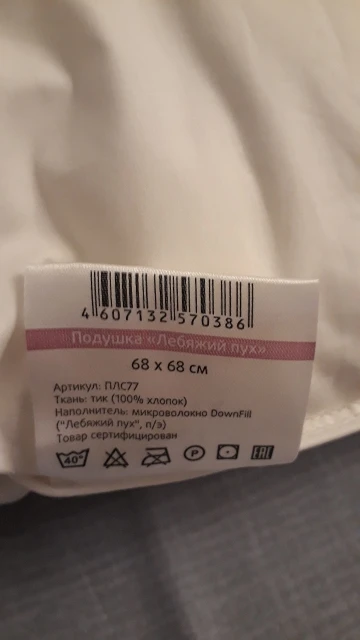 4 607132 570386
Подушка «Лебяжий пух»
68 х 68 см
Артикул: ПЛС77
Ткань: тик (100% хлопок)
Наполнитель: микроволокно DownFill
("Лебяжий пух", п/э)
Товар сертифицирован
40° P EAC